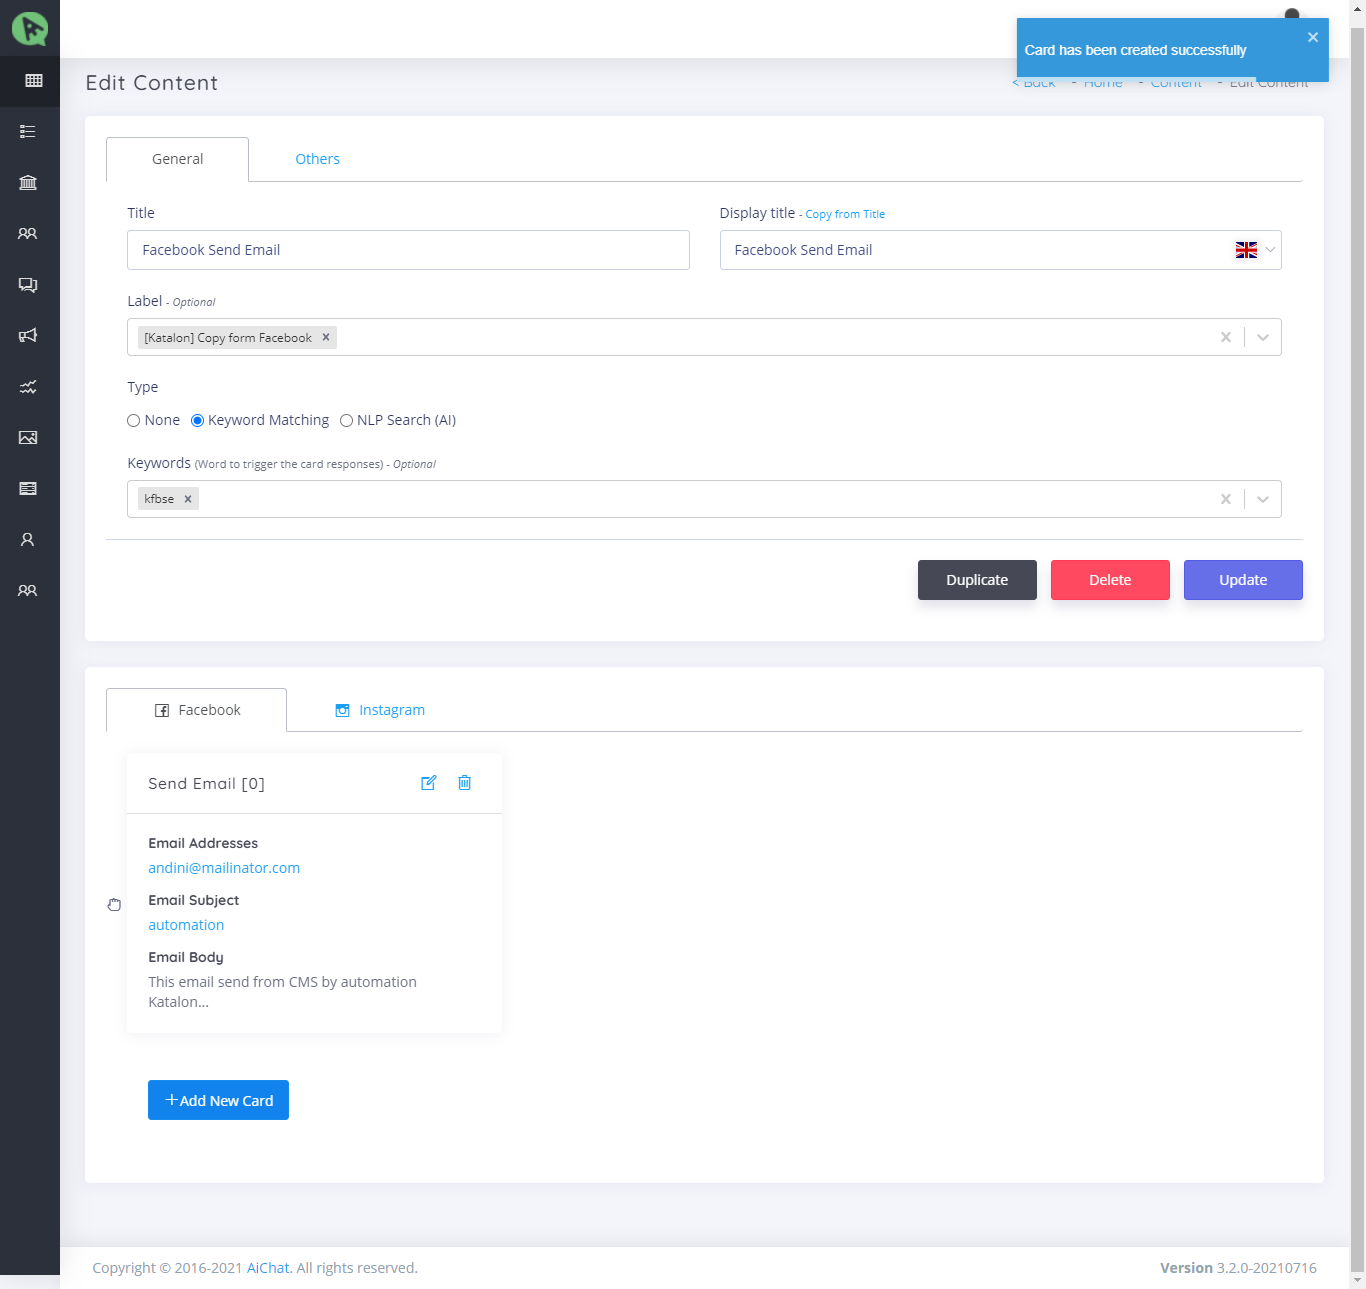 Card has been created successfully
Edit Content
< Back - Home - Content - Edit Content
General
Others
Title
Display title - Copy from Title
Facebook Send Email
Facebook Send Email
Label - Optional
[Katalon] Copy form Facebook
Type
None
Keyword Matching
NLP Search (AI)
Keywords (Word to trigger the card responses) - Optional
kfbse
Duplicate
Delete
Update
Facebook
Instagram
Send Email [0]
Email Addresses
andini@mailinator.com
Email Subject
automation
Email Body
This email send from CMS by automation
Katalon...
Add New Card
Copyright © 2016-2021 AiChat. All rights reserved.
Version 3.2.0-20210716